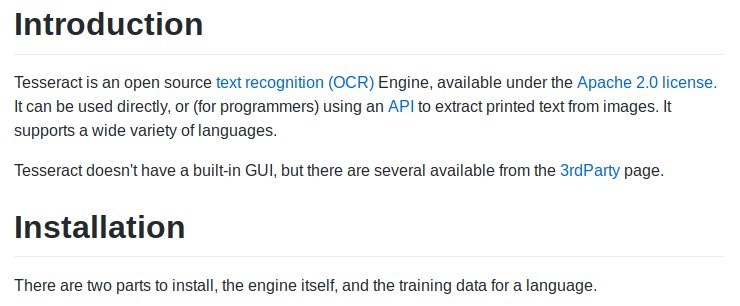 Introduction
Tesseract is an open source text recognition (OCR) Engine, available under the Apache 2.0 license.
It can be used directly, or (for programmers) using an API to extract printed text from images. It
supports a wide variety of languages.
Tesseract doesn't have a built-in GUI, but there are several available from the 3rdParty page.
Installation
There are two parts to install, the engine itself, and the training data for a language.